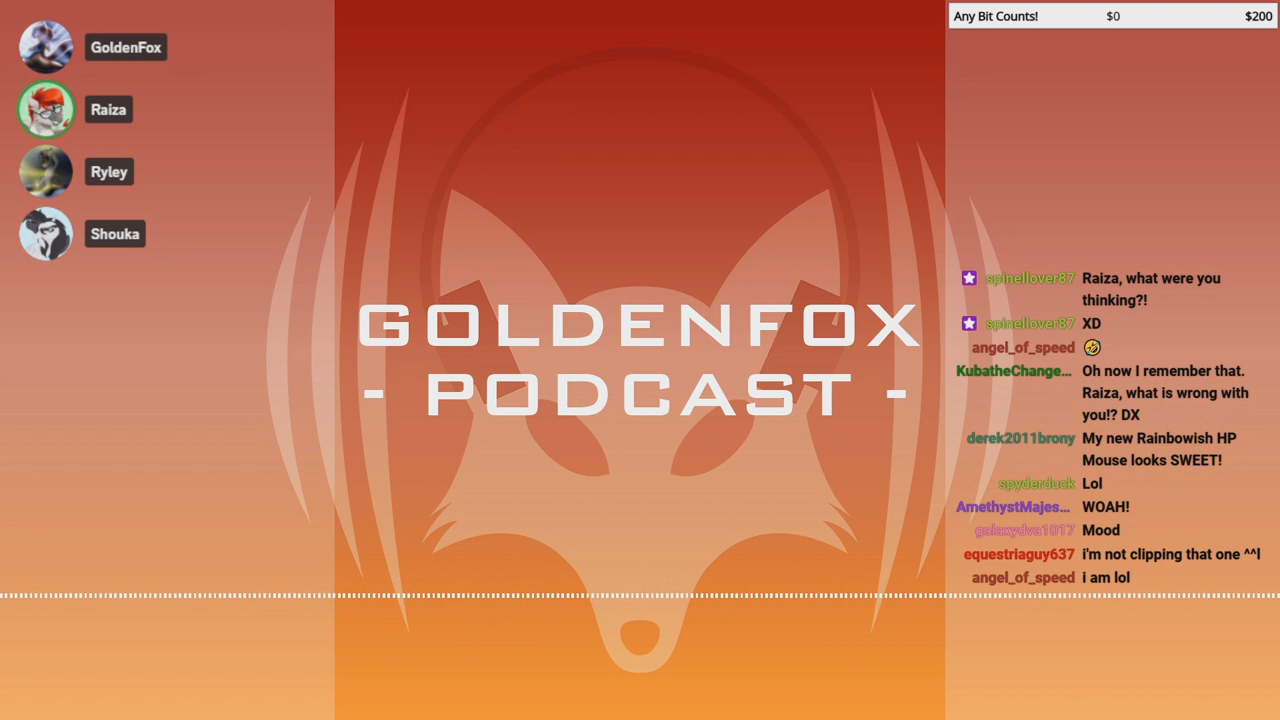 GoldenFox
Raiza
Ryley
Shouka
GOLDENFOX
- PODCAST -
Any Bit Counts! $0 $200
spinellover87 Raiza, what were you
thinking?!
spinellover87 XD
angel_of_speed 🤣
KubatheChange... Oh now I remember that.
Raiza, what is wrong with
you!? DX
derek2011brony My new Rainbowish HP
Mouse looks SWEET!
spyderduck Lol
AmethystMajes... WOAH!
galaxydva1017 Mood
equestriaguy637 i'm not clipping that one ^^l
angel_of_speed i am lol